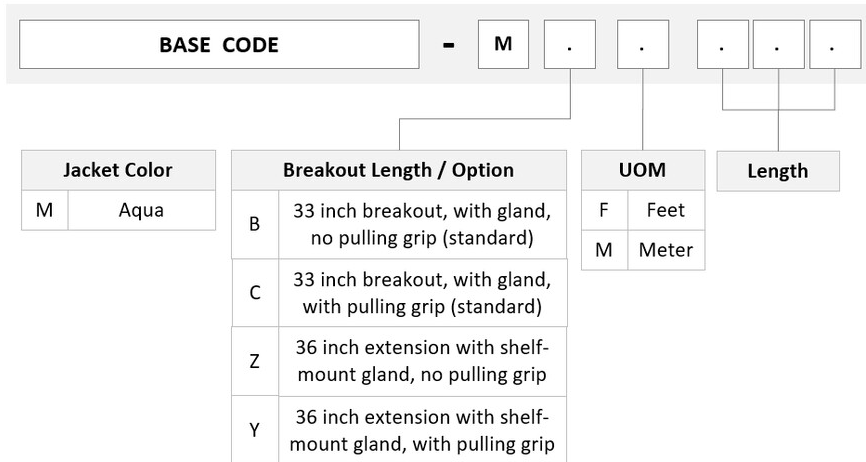 BASE CODE - M . . . . .
Jacket Color
M Aqua
Breakout Length / Option
B 33 inch breakout, with gland,
no pulling grip (standard)
C 33 inch breakout, with gland,
with pulling grip (standard)
Z 36 inch extension with shelf-
mount gland, no pulling grip
Y 36 inch extension with shelf-
mount gland, with pulling grip
UOM
F Feet
M Meter
Length